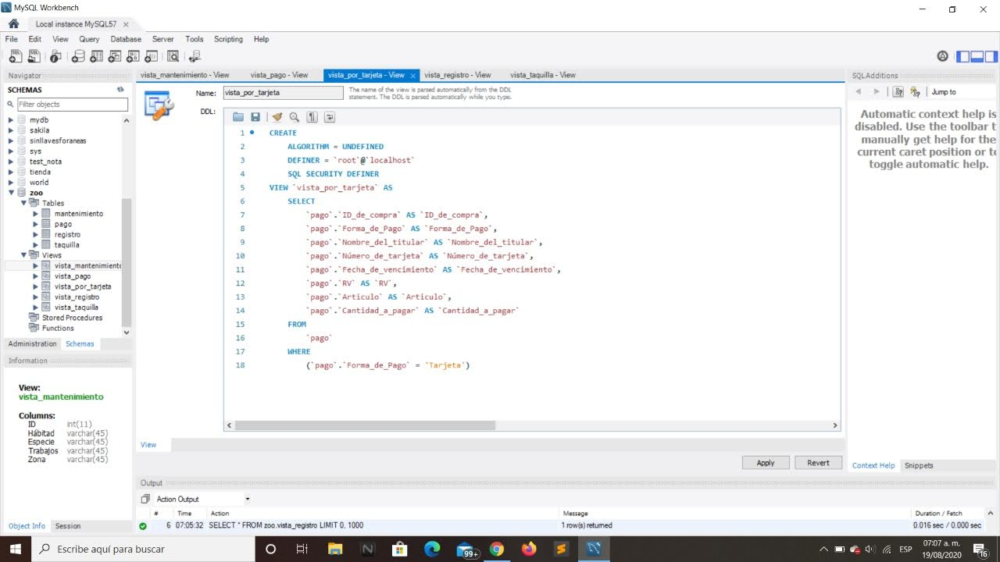 MySQL Workbench
Local instance MySQL57
File Edit View Query Database Server Tools Scripting Help
Navigator
SCHEMAS
Filter objects
mydb
sakila
sinllavesforaneas
sys
test_nota
tienda
world
zoo
Tables
mantenimiento
pago
registro
taquilla
Views
vista_mantenimiento
vista_pago
vista_por_tarjeta
vista_registro
vista_taquilla
Stored Procedures
Functions
Administration Schemas
Information
View:
vista_mantenimiento
Columns:
ID int(11)
Hábitad varchar(45)
Especie varchar(45)
Trabajos varchar(45)
Zona varchar(45)
Object Info Session
vista_mantenimiento - View vista_pago - View vista_por_tarjeta - View vista_registro - View vista_taquilla - View
Name: vista_por_tarjeta
The name of the view is parsed automatically from the DDL
statement. The DDL is parsed automatically while you type.
DDL:
1 CREATE
2 ALGORITHM = UNDEFINED
3 DEFINER = `root`@`localhost`
4 SQL SECURITY DEFINER
5 VIEW `vista_por_tarjeta` AS
6 SELECT
7 `pago`.`ID_de_compra` AS `ID_de_compra`,
8 `pago`.`Forma_de_Pago` AS `Forma_de_Pago`,
9 `pago`.`Nombre_del_titular` AS `Nombre_del_titular`,
10 `pago`.`Número_de_tarjeta` AS `Número_de_tarjeta`,
11 `pago`.`Fecha_de_vencimiento` AS `Fecha_de_vencimiento`,
12 `pago`.`RV` AS `RV`,
13 `pago`.`Articulo` AS `Articulo`,
14 `pago`.`Cantidad_a_pagar` AS `Cantidad_a_pagar`
15 FROM
16 `pago`
17 WHERE
18 (`pago`.`Forma_de_Pago` = 'Tarjeta')
View
Apply Revert
SQLAdditions
Jump to
Automatic context help is
disabled. Use the toolbar t
manually get help for the
current caret position or to
toggle automatic help.
Context Help Snippets
Output
Action Output
# Time Action Message Duration / Fetch
6 07:05:32 SELECT * FROM zoo.vista_registro LIMIT 0, 1000 1 row(s) returned 0.016 sec / 0.000 sec
Escribe aquí para buscar
99+
ESP
07:07 a. m.
19/08/2020
16